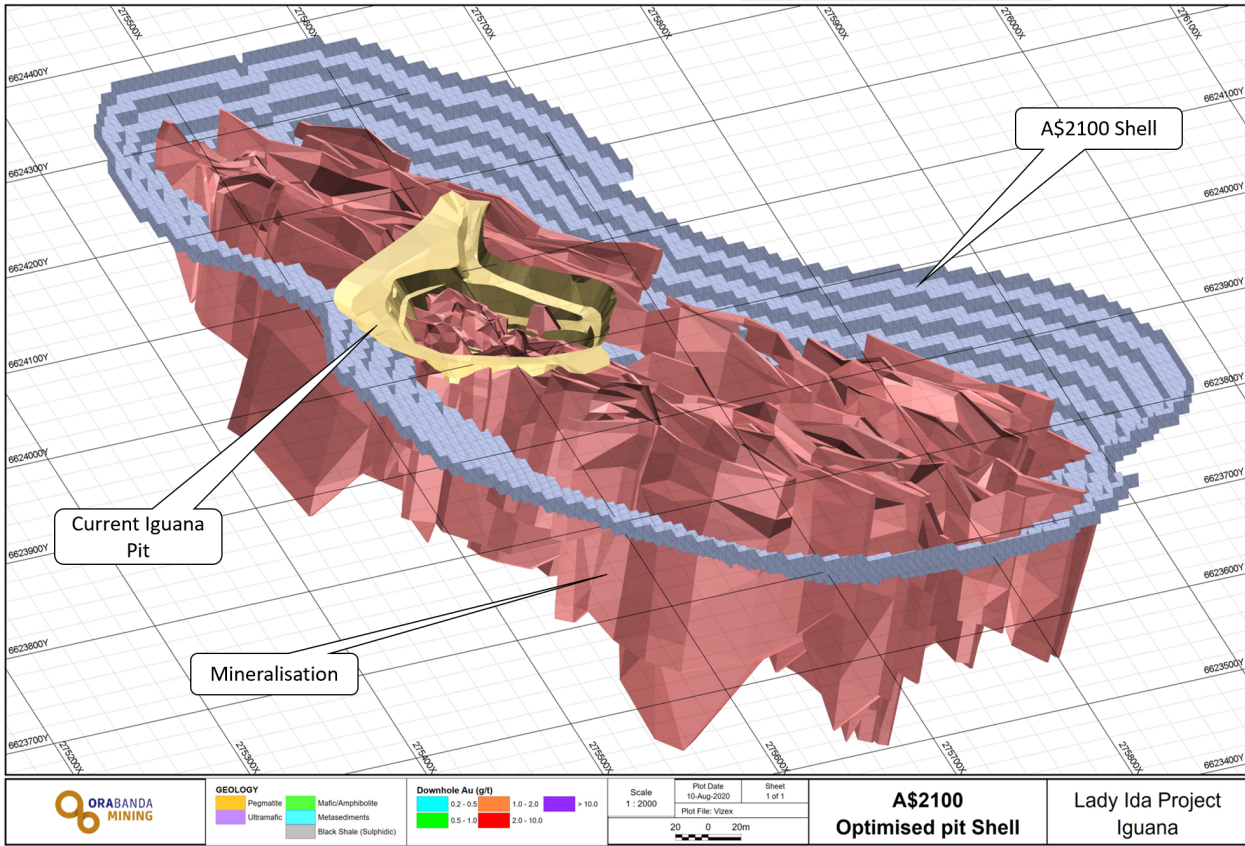 275500X
275600X
275700X
275800X
275900X
276000X
276100X
6624400Y
6624300Y
6624200Y
6624100Y
6624000Y
6623900Y
6623800Y
6623700Y
6624100Y
6624000Y
6623900Y
6623800Y
6623700Y
6623600Y
6623500Y
6623400Y
275200X
275300X
275400X
275500X
275600X
275700X
275800X
A$2100 Shell
Current Iguana
Pit
Mineralisation
ORABANDA
MINING
GEOLOGY
Pegmatite
Ultramafic
Mafic/Amphibolite
Metasediments
Black Shale (Sulphidic)
Downhole Au (g/t)
0.2 - 0.5
1.0 - 2.0
> 10.0
0.5 - 1.0
2.0 - 10.0
Scale
1 : 2000
Plot Date
10-Aug-2020
Sheet
1 of 1
Plot File: Vizex
20 0 20m
A$2100
Optimised pit Shell
Lady Ida Project
Iguana